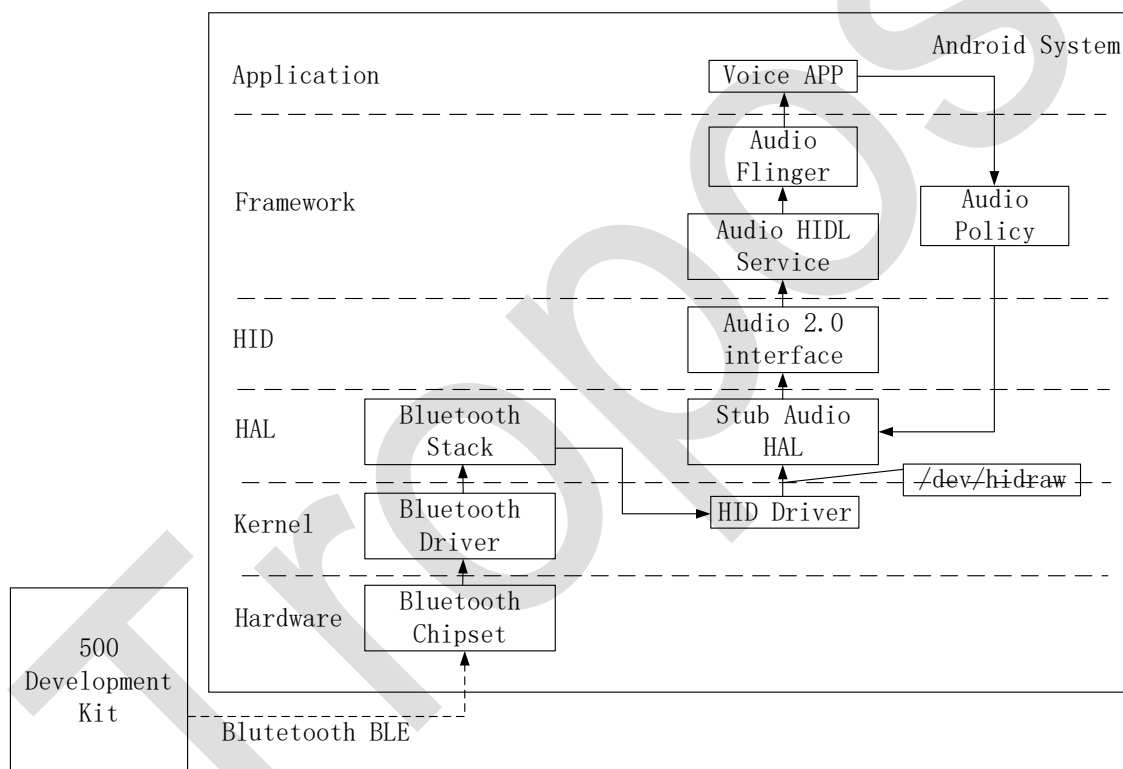 Android System
Application
Voice APP
Audio
Flinger
Framework
Audio
Policy
Audio HIDL
Service
HID
Audio 2.0
interface
HAL
Bluetooth
Stack
Stub Audio
HAL
/dev/hidraw
Kernel
Bluetooth
Driver
HID Driver
Hardware
Bluetooth
Chipset
500
Development
Kit
Blutetooth BLE
Tropos